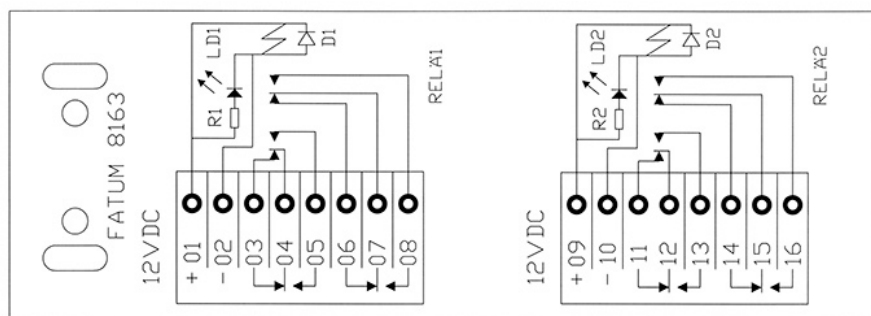 FATUM 8163
12VDC
LD1
D1
R1
RELÄ1
+ 01
- 02
03
04
05
06
07
08
12VDC
LD2
D2
R2
RELÄ2
+ 09
- 10
11
12
13
14
15
16